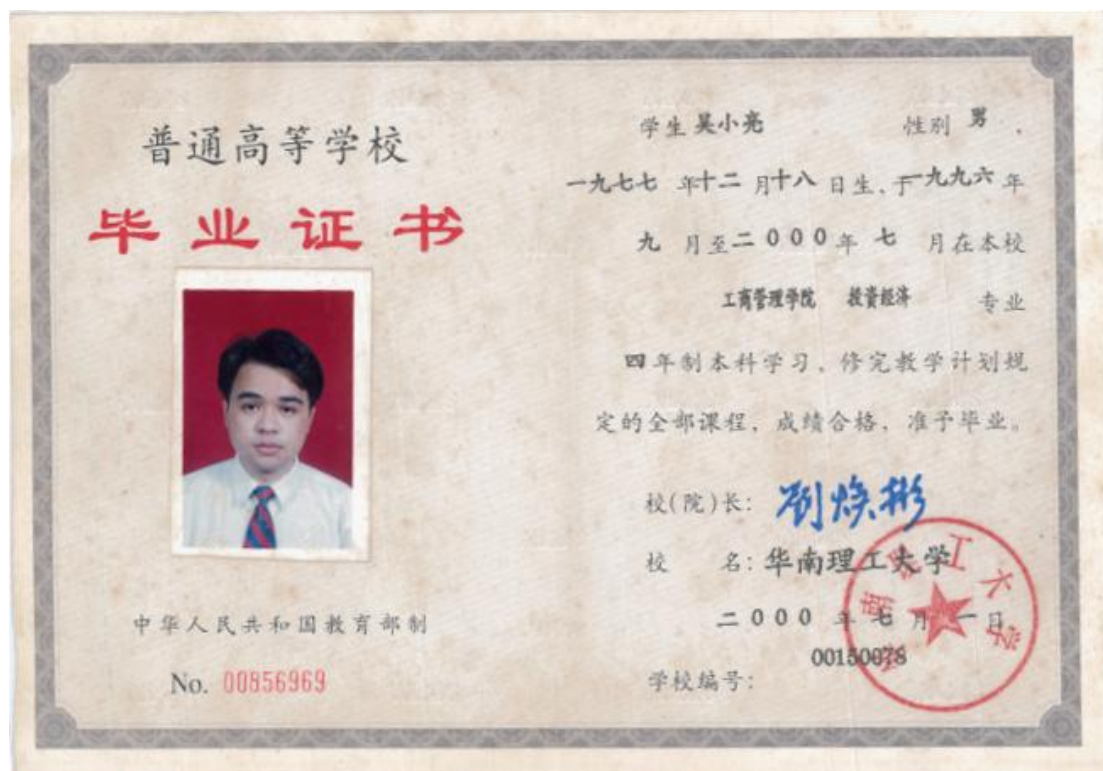 普通高等学校
毕业证书
中华人民共和国教育部制
No. 00856969
学生吴小亮 性别 男 ,
一九七七 年十二 月十八 日生, 于一九九六 年
九 月至二000年 七 月在本校
工商管理学院 投资经济 专业
四年制本科学习, 修完教学计划规
定的全部课程, 成绩合格, 准予毕业。
校(院)长: 刘焕彬
校 名: 华南理工大学
二000 年 七 月 一 日
00150078
学校编号:
华南理工大学